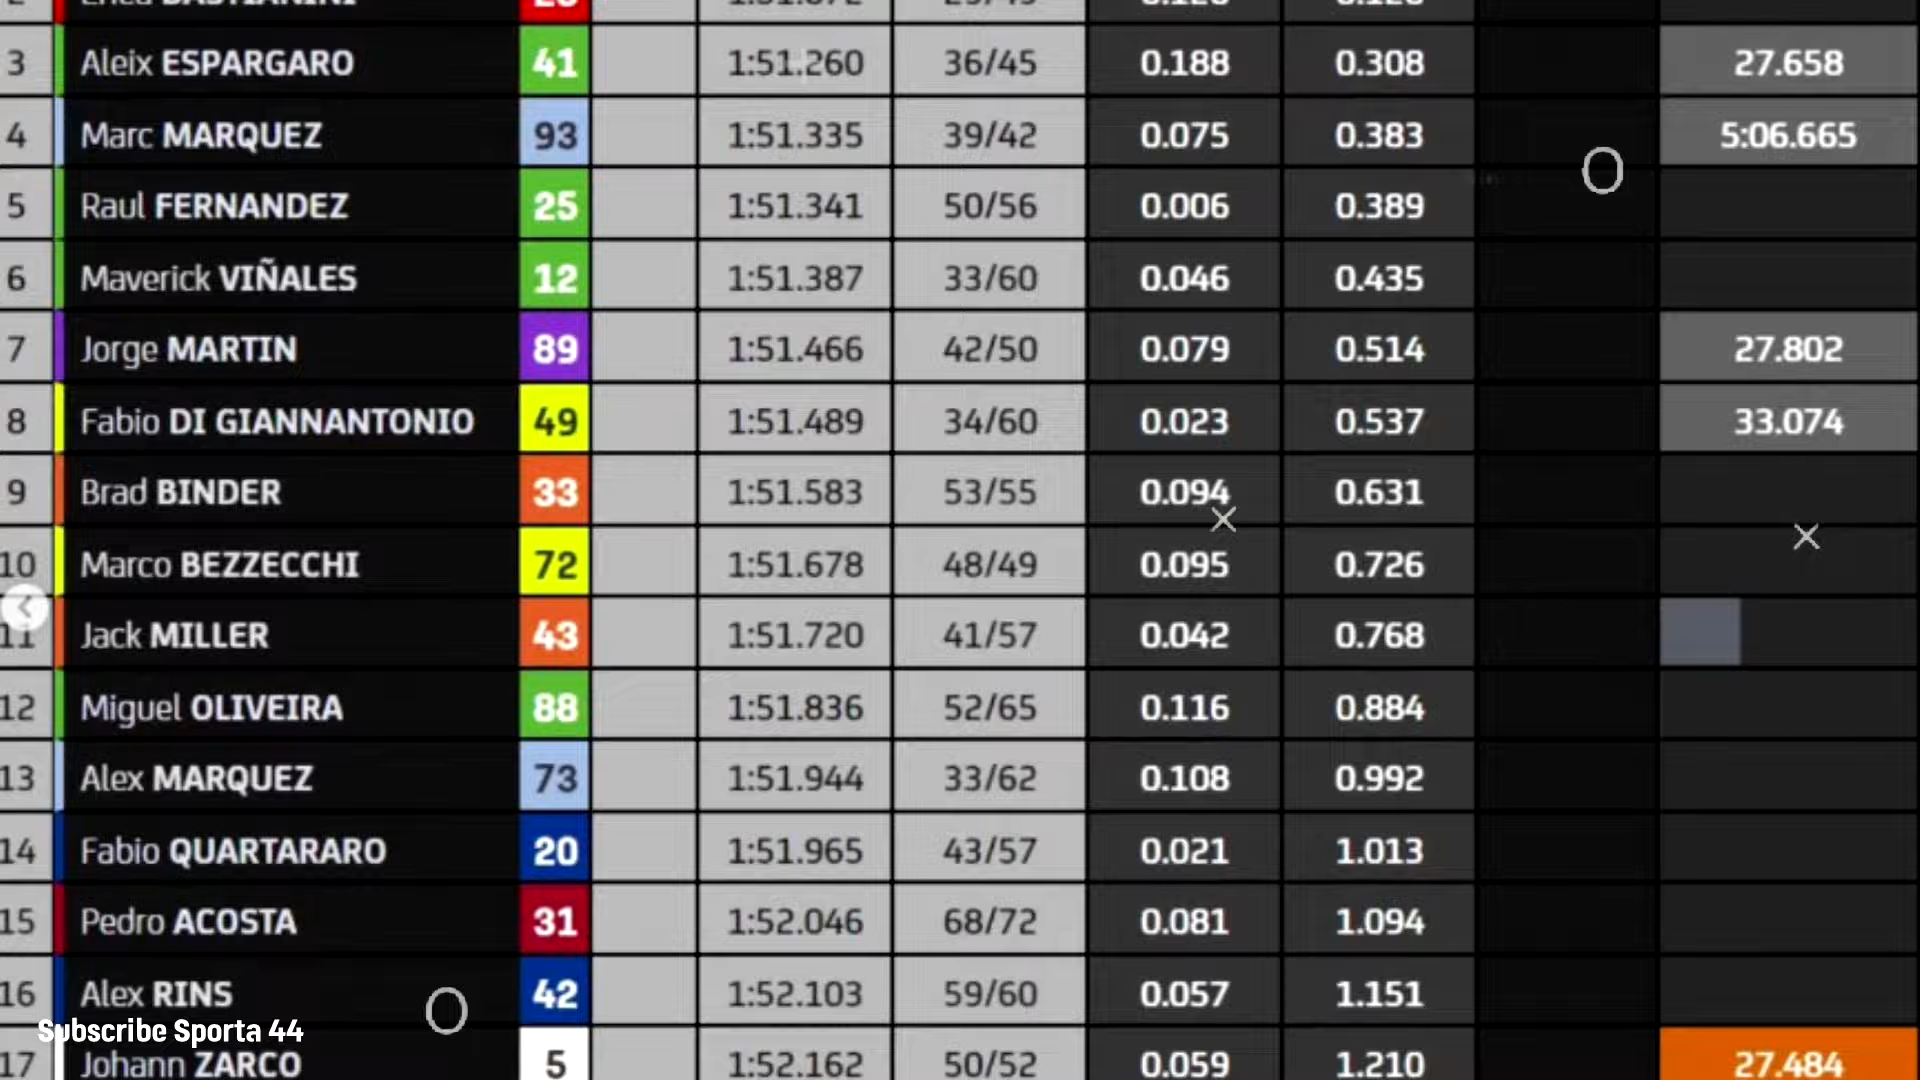 3 Aleix ESPARGARO 41 1:51.260 36/45 0.188 0.308 27.658
4 Marc MARQUEZ 93 1:51.335 39/42 0.075 0.383 5:06.665
5 Raul FERNANDEZ 25 1:51.341 50/56 0.006 0.389
6 Maverick VIÑALES 12 1:51.387 33/60 0.046 0.435
7 Jorge MARTIN 89 1:51.466 42/50 0.079 0.514 27.802
8 Fabio DI GIANNANTONIO 49 1:51.489 34/60 0.023 0.537 33.074
9 Brad BINDER 33 1:51.583 53/55 0.094 0.631
10 Marco BEZZECCHI 72 1:51.678 48/49 0.095 0.726
11 Jack MILLER 43 1:51.720 41/57 0.042 0.768
12 Miguel OLIVEIRA 88 1:51.836 52/65 0.116 0.884
13 Alex MARQUEZ 73 1:51.944 33/62 0.108 0.992
14 Fabio QUARTARARO 20 1:51.965 43/57 0.021 1.013
15 Pedro ACOSTA 31 1:52.046 68/72 0.081 1.094
16 Alex RINS 42 1:52.103 59/60 0.057 1.151
Subscribe Sporta 44
17 Johann ZARCO 5 1:52.162 50/52 0.059 1.210 27.484